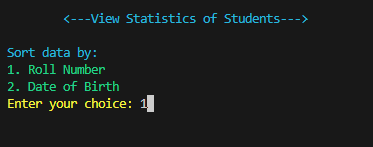 <---View Statistics of Students--->
Sort data by:
1. Roll Number
2. Date of Birth
Enter your choice: 1